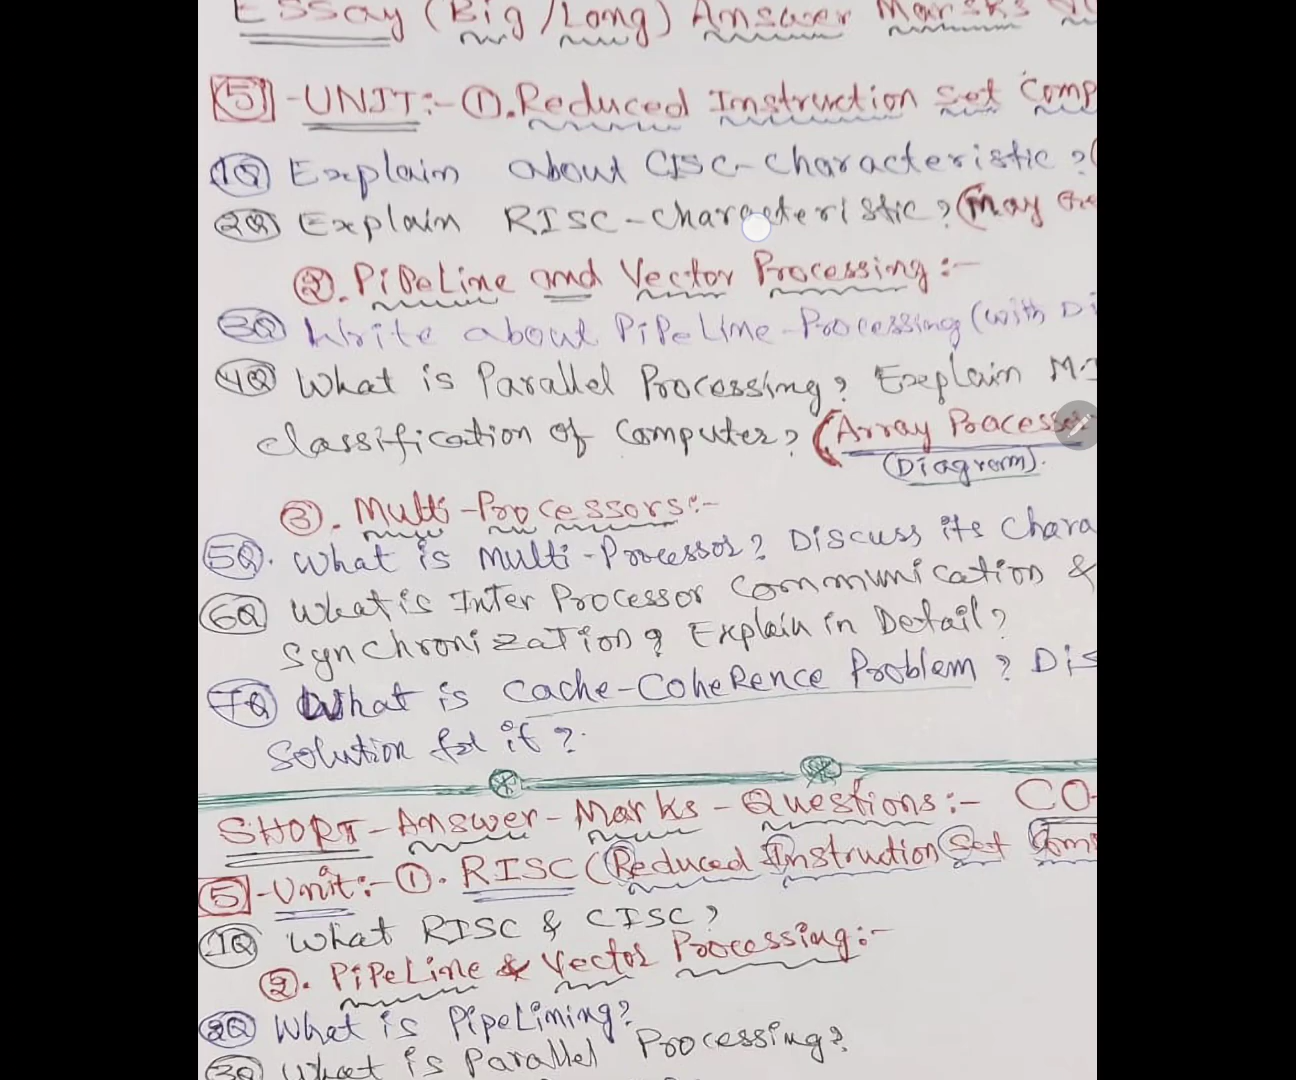 Essay (Big/Long) Answer Marsks
5 -UNIT:- ①. Reduced Instruction Set Comp
1Q Explain about CISC-characteristic?(
2Q Explain RISC-characteristic? (may
②. PiPeLine and Vector Processing:-
3Q Write about PiPeLine-Processing (with Di
4Q What is Parallel Processing? Explain M.
classification of Computer? (Array Process
(Diagram).
③. Multi-Processors:-
5Q. What is Multi-Processor? Discuss its Chara
6Q What is Inter Processor Communication &
Synchronization? Explain in Detail?
7Q What is Cache-Coherence Problem? Dis
Solution for it?
SHORT-Answer-Marks-Questions:- CO-
5 -Unit:- ①. RISC (Reduced Instruction Set Com
1Q What RISC & CISC?
②. PiPeLine & Vector Processing:-
2Q What is PipeLining?
3Q What is Parallel Processing?